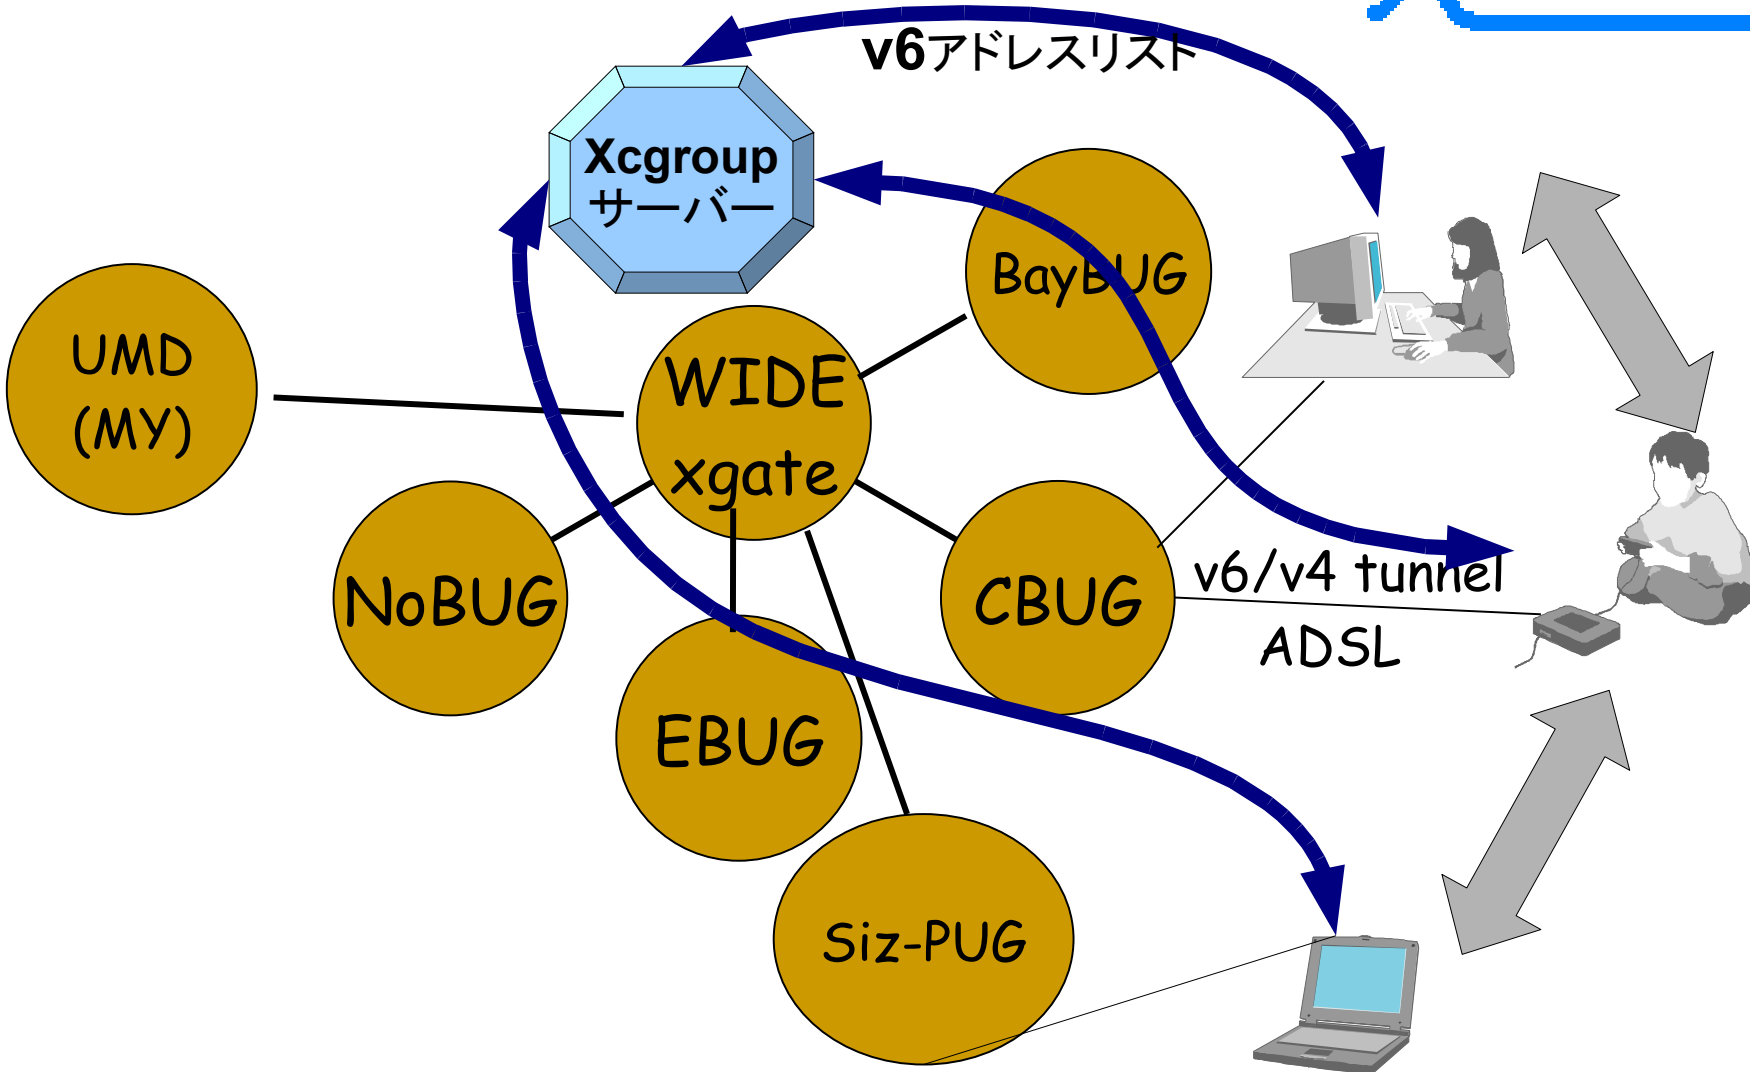 v6アドレスリスト
Xcgroup
サーバー
BayBUG
UMD
(MY)
WIDE
xgate
NoBUG
CBUG
v6/v4 tunnel
ADSL
EBUG
Siz-PUG